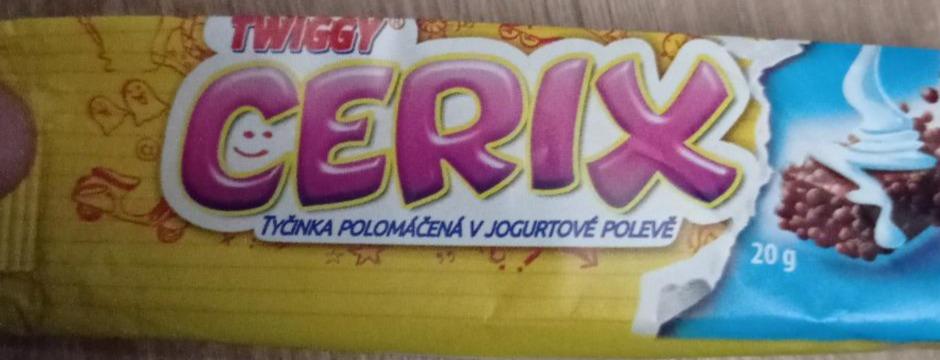 TWIGGY®
CERIX
TYČINKA POLOMÁČENÁ V JOGURTOVÉ POLEVĚ
20 g